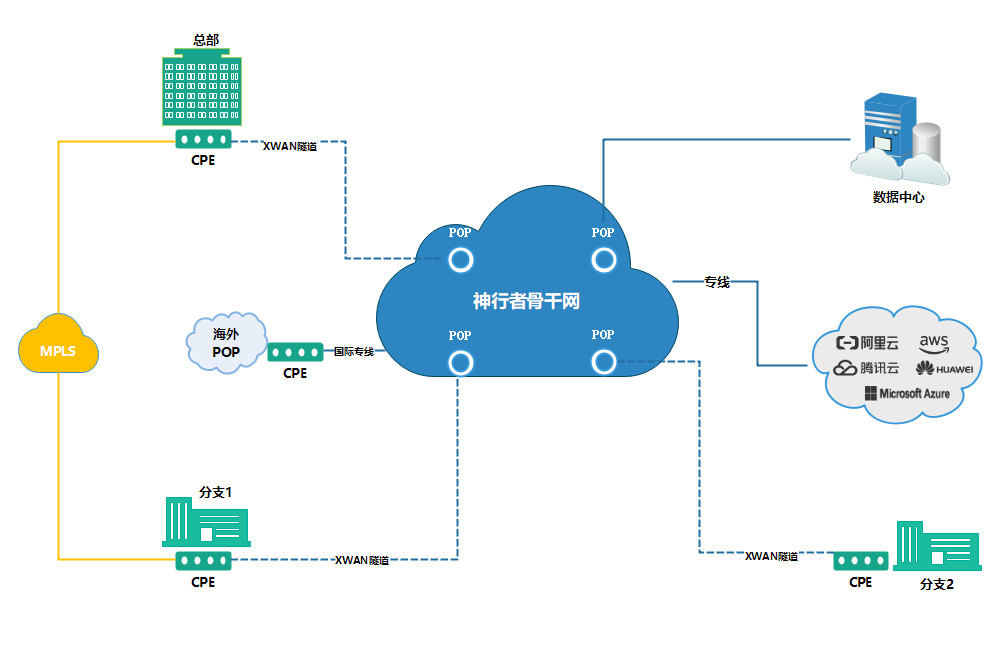 总部
CPE
XWAN隧道
数据中心
POP
POP
神行者骨干网
专线
海外
POP
CPE
国际专线
MPLS
POP
POP
阿里云
aws
腾讯云
HUAWEI
Microsoft Azure
分支1
CPE
XWAN隧道
XWAN隧道
CPE
分支2